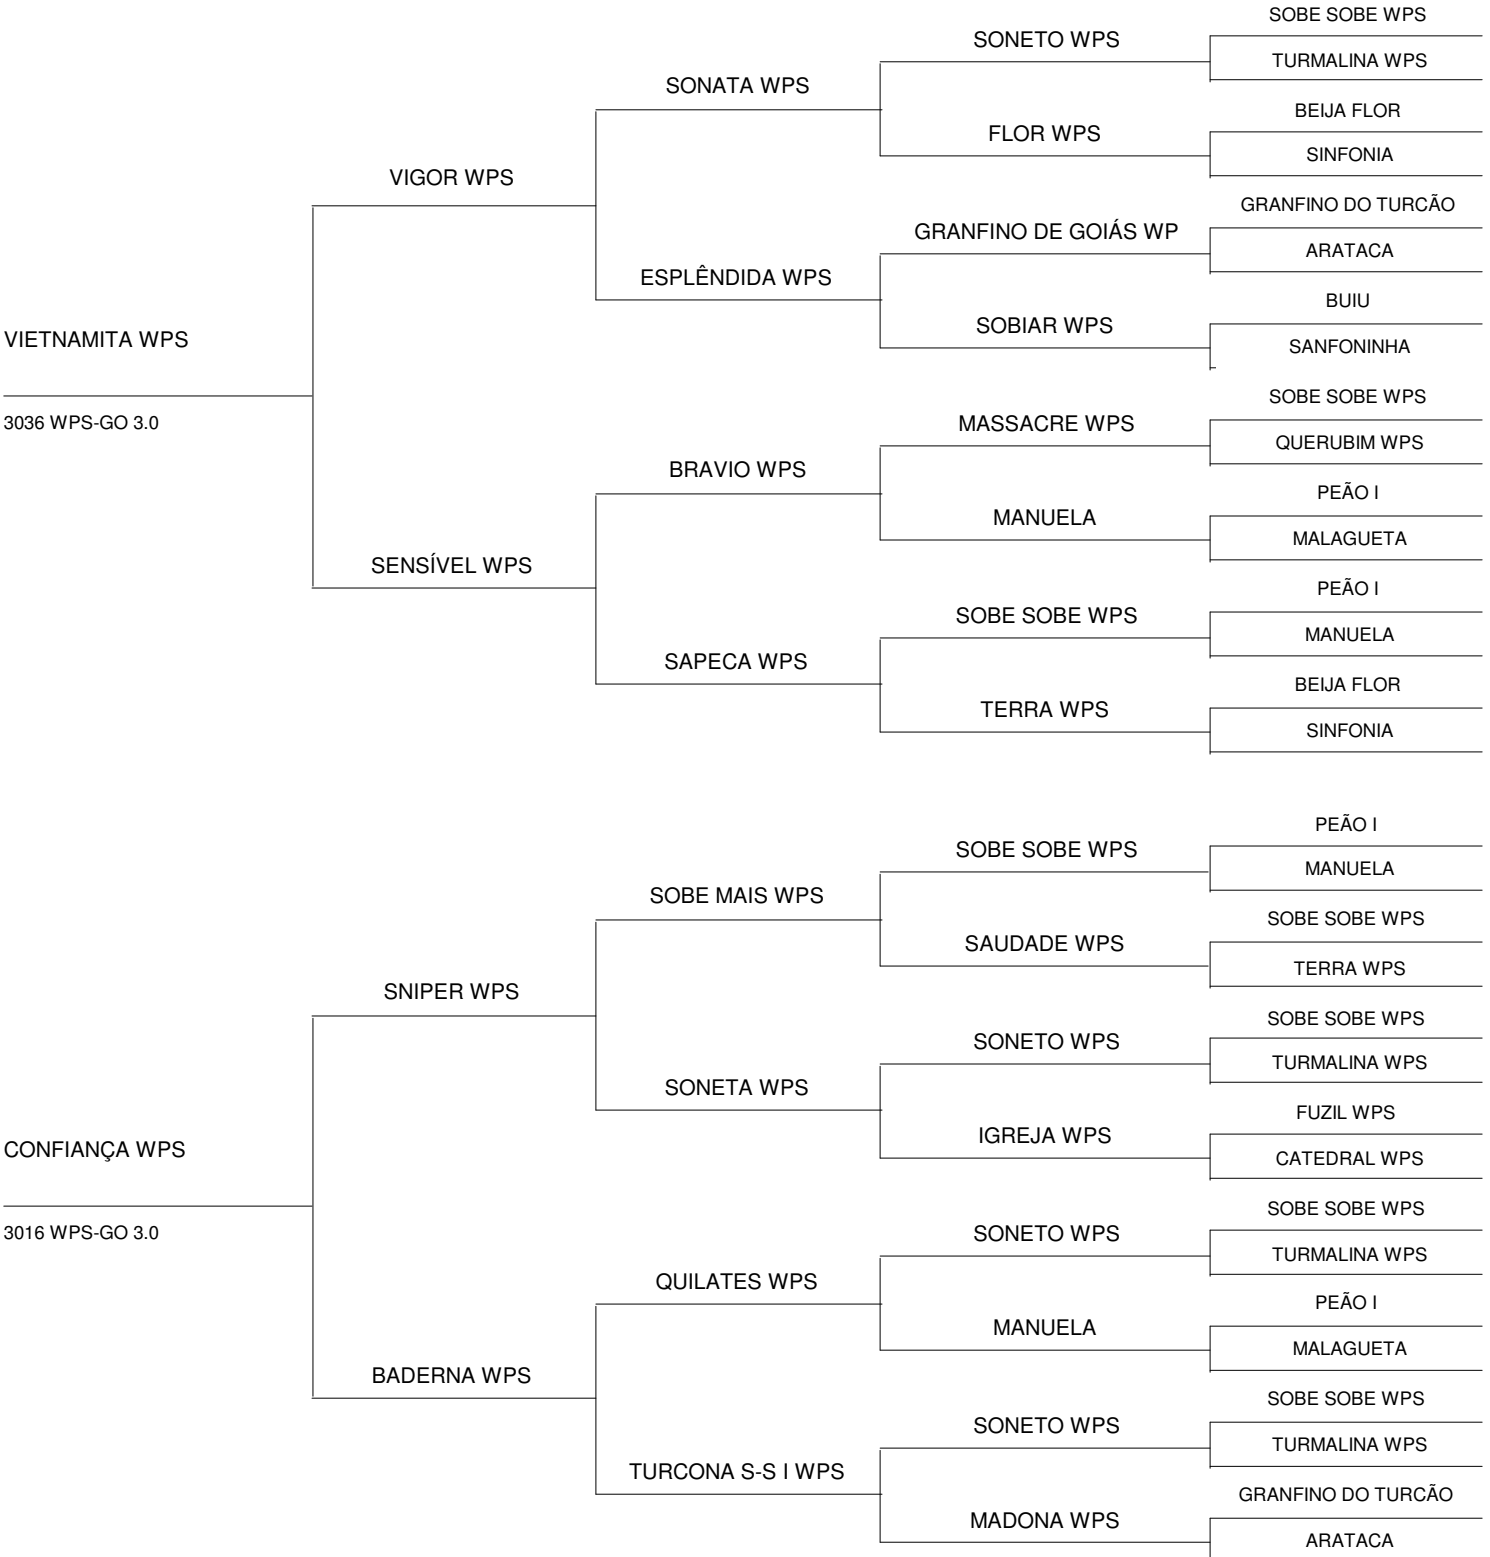 SOBE SOBE WPS
SONETO WPS
TURMALINA WPS
SONATA WPS
BEIJA FLOR
FLOR WPS
SINFONIA
VIGOR WPS
GRANFINO DO TURCÃO
GRANFINO DE GOIÁS WP
ARATACA
ESPLÊNDIDA WPS
BUIU
SOBIAR WPS
SANFONINHA
VIETNAMITA WPS
3036 WPS-GO 3.0
SOBE SOBE WPS
MASSACRE WPS
QUERUBIM WPS
BRAVIO WPS
PEÃO I
MANUELA
MALAGUETA
SENSÍVEL WPS
PEÃO I
SOBE SOBE WPS
MANUELA
SAPECA WPS
BEIJA FLOR
TERRA WPS
SINFONIA
PEÃO I
SOBE SOBE WPS
MANUELA
SOBE MAIS WPS
SOBE SOBE WPS
SAUDADE WPS
TERRA WPS
SNIPER WPS
SOBE SOBE WPS
SONETO WPS
TURMALINA WPS
SONETA WPS
FUZIL WPS
IGREJA WPS
CATEDRAL WPS
CONFIANÇA WPS
3016 WPS-GO 3.0
SOBE SOBE WPS
SONETO WPS
TURMALINA WPS
QUILATES WPS
PEÃO I
MANUELA
MALAGUETA
BADERNA WPS
SOBE SOBE WPS
SONETO WPS
TURMALINA WPS
TURCONA S-S I WPS
GRANFINO DO TURCÃO
MADONA WPS
ARATACA